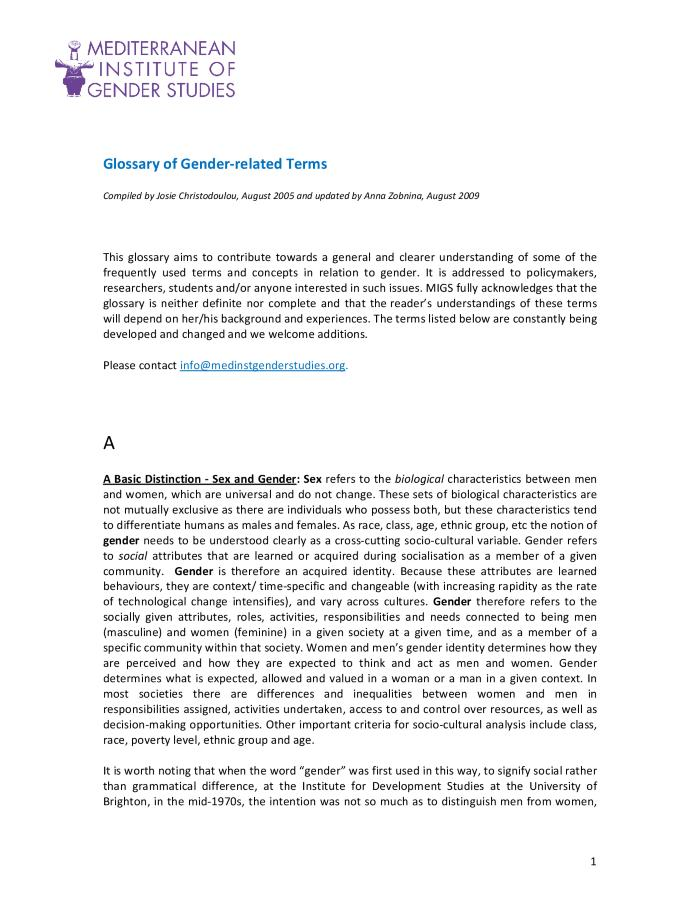 MEDITERRANEAN
INSTITUTE OF
GENDER STUDIES
Glossary of Gender-related Terms
Compiled by Josie Christodoulou, August 2005 and updated by Anna Zobnina, August 2009
This glossary aims to contribute towards a general and clearer understanding of some of the
frequently used terms and concepts in relation to gender. It is addressed to policymakers,
researchers, students and/or anyone interested in such issues. MIGS fully acknowledges that the
glossary is neither definite nor complete and that the reader’s understandings of these terms
will depend on her/his background and experiences. The terms listed below are constantly being
developed and changed and we welcome additions.
Please contact info@medinstgenderstudies.org.
A
A Basic Distinction - Sex and Gender: Sex refers to the biological characteristics between men
and women, which are universal and do not change. These sets of biological characteristics are
not mutually exclusive as there are individuals who possess both, but these characteristics tend
to differentiate humans as males and females. As race, class, age, ethnic group, etc the notion of
gender needs to be understood clearly as a cross-cutting socio-cultural variable. Gender refers
to social attributes that are learned or acquired during socialisation as a member of a given
community. Gender is therefore an acquired identity. Because these attributes are learned
behaviours, they are context/ time-specific and changeable (with increasing rapidity as the rate
of technological change intensifies), and vary across cultures. Gender therefore refers to the
socially given attributes, roles, activities, responsibilities and needs connected to being men
(masculine) and women (feminine) in a given society at a given time, and as a member of a
specific community within that society. Women and men’s gender identity determines how they
are perceived and how they are expected to think and act as men and women. Gender
determines what is expected, allowed and valued in a woman or a man in a given context. In
most societies there are differences and inequalities between women and men in
responsibilities assigned, activities undertaken, access to and control over resources, as well as
decision-making opportunities. Other important criteria for socio-cultural analysis include class,
race, poverty level, ethnic group and age.
It is worth noting that when the word “gender” was first used in this way, to signify social rather
than grammatical difference, at the Institute for Development Studies at the University of
Brighton, in the mid-1970s, the intention was not so much as to distinguish men from women,
1